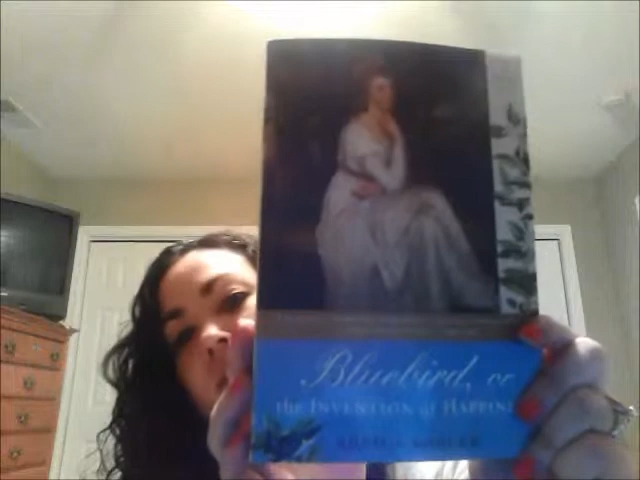 Bluebird, or
the INVENTION of HAPPINE